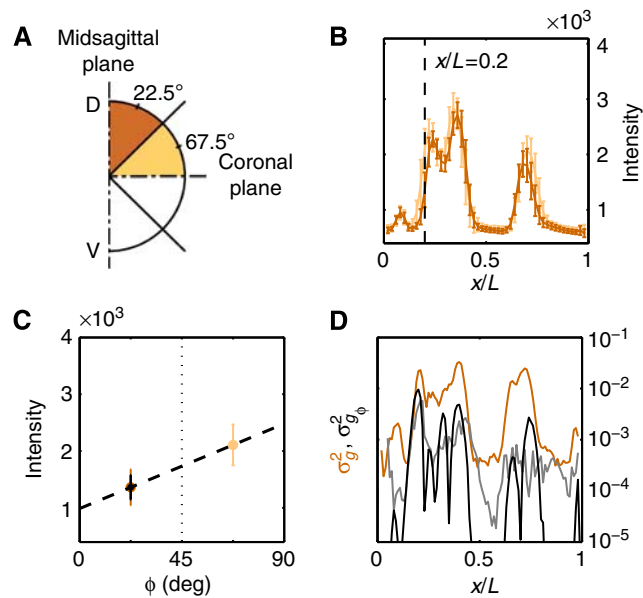 A
Midsagittal
plane
D
22.5°
67.5°
Coronal
plane
V
B
×10³
x/L=0.2
4
3
2
1
Intensity
0
0.5
1
x/L
C
×10³
4
3
2
1
Intensity
0
45
90
ϕ (deg)
D
10⁻¹
10⁻²
10⁻³
10⁻⁴
10⁻⁵
σ²g, σ²gϕ
0
0.5
1
x/L